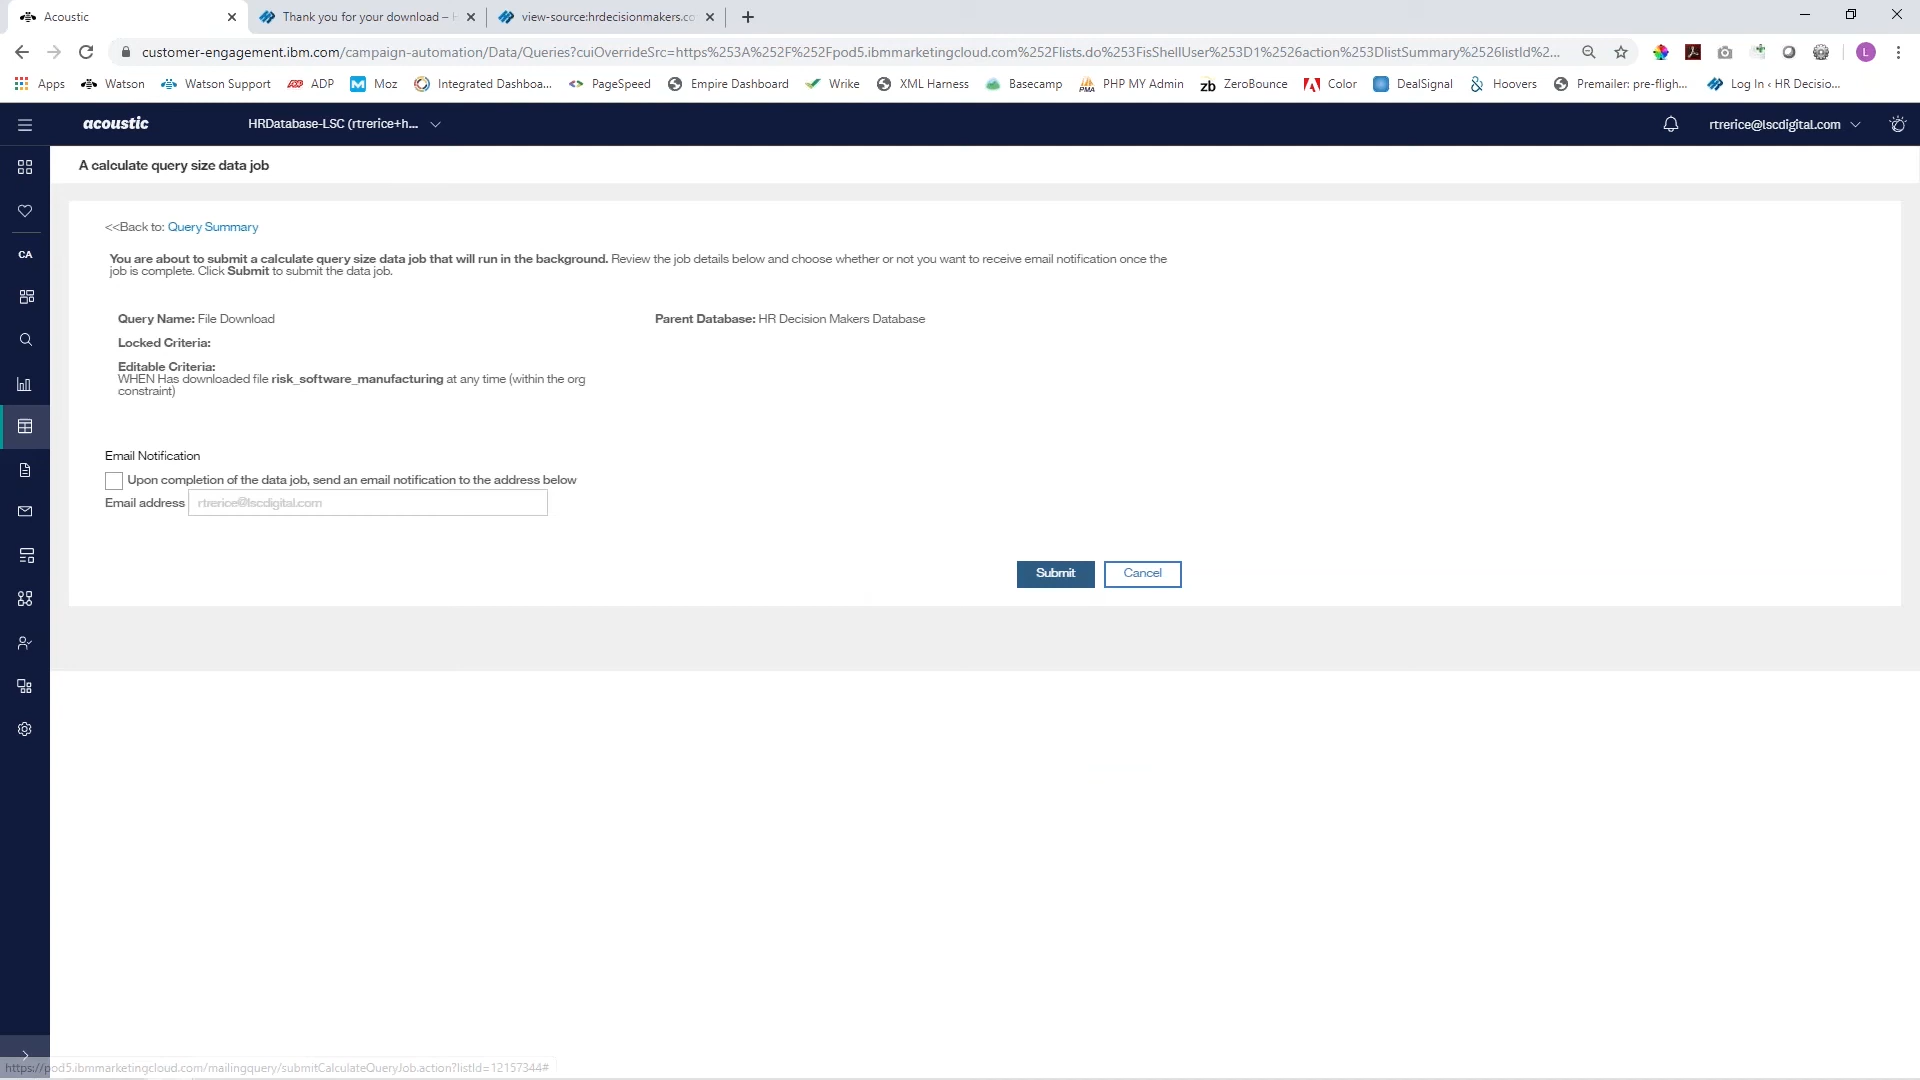 Acoustic
Thank you for your download – H
view-source:hrdecisionmakers.co
customer-engagement.ibm.com/campaign-automation/Data/Queries?cuiOverrideSrc=https%253A%252F%252Fpod5.ibmmarketingcloud.com%252Flists.do%253FisShellUser%253D1%2526action%253DlistSummary%2526listId%2...
L
Apps
Watson
Watson Support
ADP
Moz
Integrated Dashboa...
PageSpeed
Empire Dashboard
Wrike
XML Harness
Basecamp
PHP MY Admin
zb ZeroBounce
Color
DealSignal
Hoovers
Premailer: pre-fligh...
Log In ‹ HR Decisio...
acoustic
HRDatabase-LSC (rtrerice+h...
rtrerice@lscdigital.com
CA
A calculate query size data job
<<Back to: Query Summary
You are about to submit a calculate query size data job that will run in the background. Review the job details below and choose whether or not you want to receive email notification once the
job is complete. Click Submit to submit the data job.
Query Name: File Download
Parent Database: HR Decision Makers Database
Locked Criteria:
Editable Criteria:
WHEN Has downloaded file risk_software_manufacturing at any time (within the org
constraint)
Email Notification
Upon completion of the data job, send an email notification to the address below
Email address rtrerice@lscdigital.com
Submit
Cancel
https://pod5.ibmmarketingcloud.com/mailingquery/submitCalculateQueryJob.action?listId=12157344#